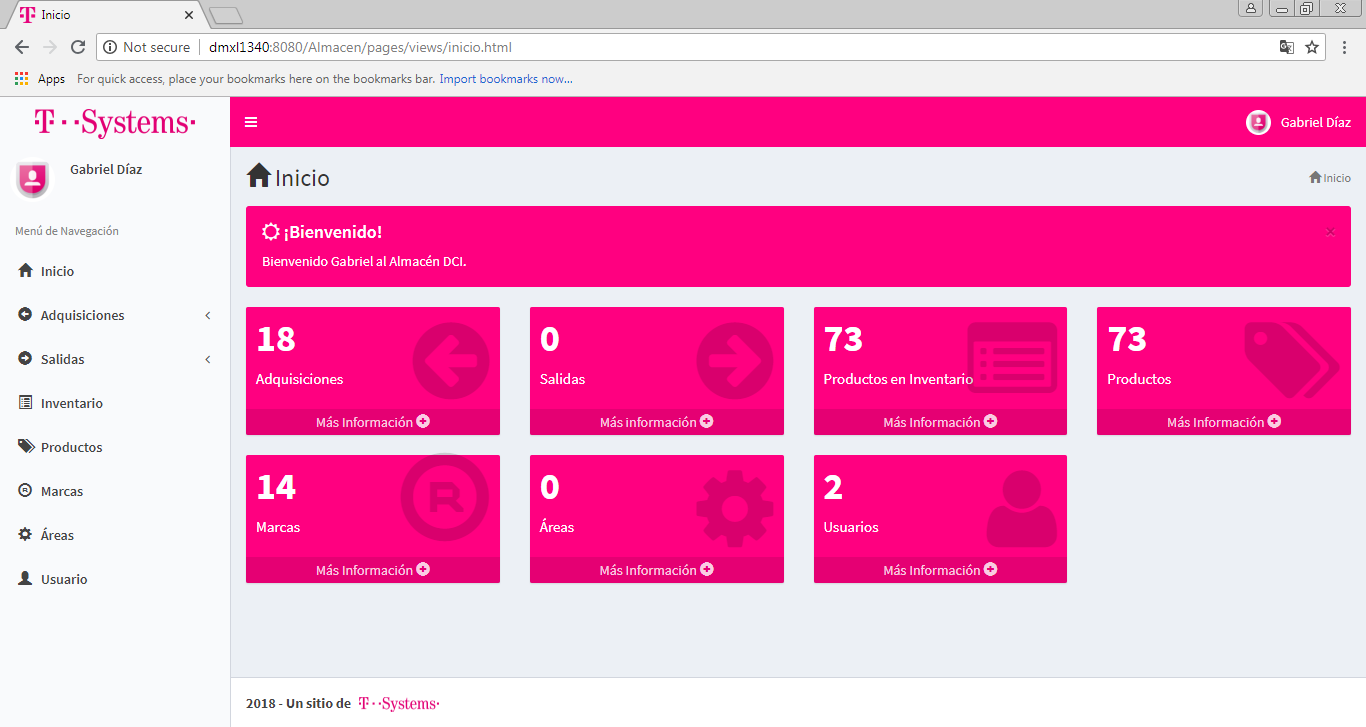 Inicio
Not secure dmxl1340:8080/Almacen/pages/views/inicio.html
Apps For quick access, place your bookmarks here on the bookmarks bar. Import bookmarks now...
T··Systems·
Gabriel Díaz
Gabriel Díaz
Menú de Navegación
Inicio
Adquisiciones
Salidas
Inventario
Productos
Marcas
Áreas
Usuario
Inicio
Inicio
¡Bienvenido!
×
Bienvenido Gabriel al Almacén DCI.
18
Adquisiciones
Más Información
0
Salidas
Más información
73
Productos en Inventario
Más Información
73
Productos
Más Información
14
Marcas
Más Información
R
0
Áreas
Más Información
2
Usuarios
Más Información
2018 - Un sitio de T··Systems·